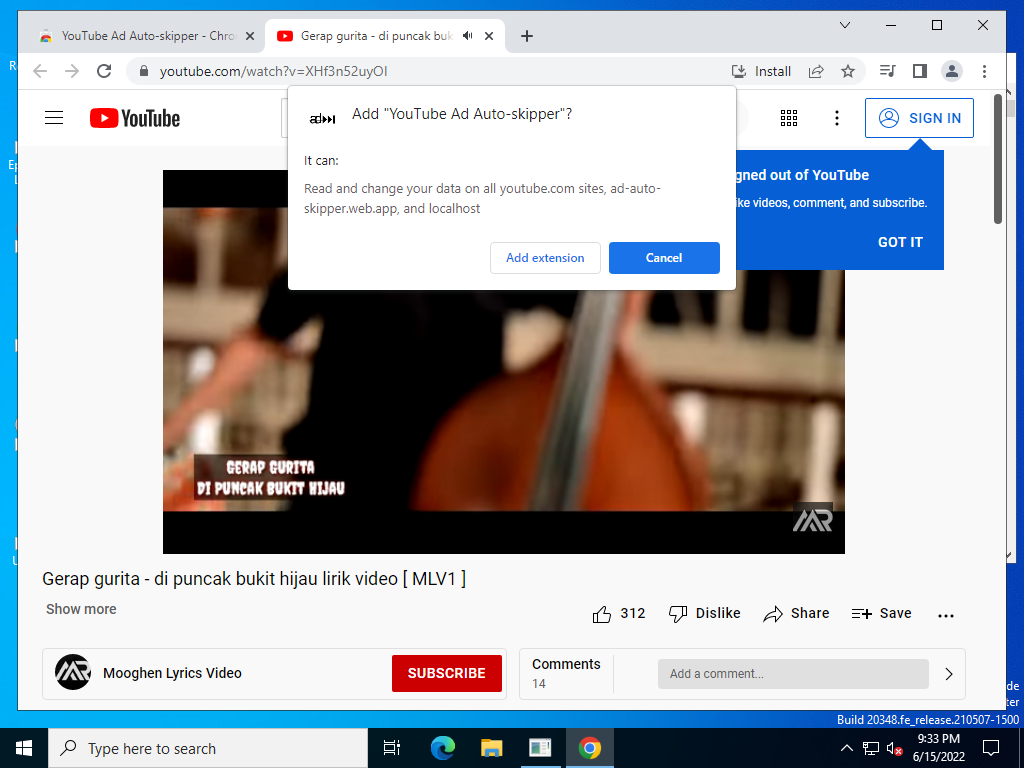 YouTube Ad Auto-skipper - Chro
Gerap gurita - di puncak buk
youtube.com/watch?v=XHf3n52uyOI
Install
YouTube
SIGN IN
Add "YouTube Ad Auto-skipper"?
It can:
Read and change your data on all youtube.com sites, ad-auto-
skipper.web.app, and localhost
Add extension
Cancel
gned out of YouTube
ike videos, comment, and subscribe.
GOT IT
GERAP GURITA
DI PUNCAK BUKIT HIJAU
Gerap gurita - di puncak bukit hijau lirik video [ MLV1 ]
Show more
312
Dislike
Share
Save
Mooghen Lyrics Video
SUBSCRIBE
Comments
14
Add a comment...
Build 20348.fe_release.210507-1500
Type here to search
9:33 PM
6/15/2022